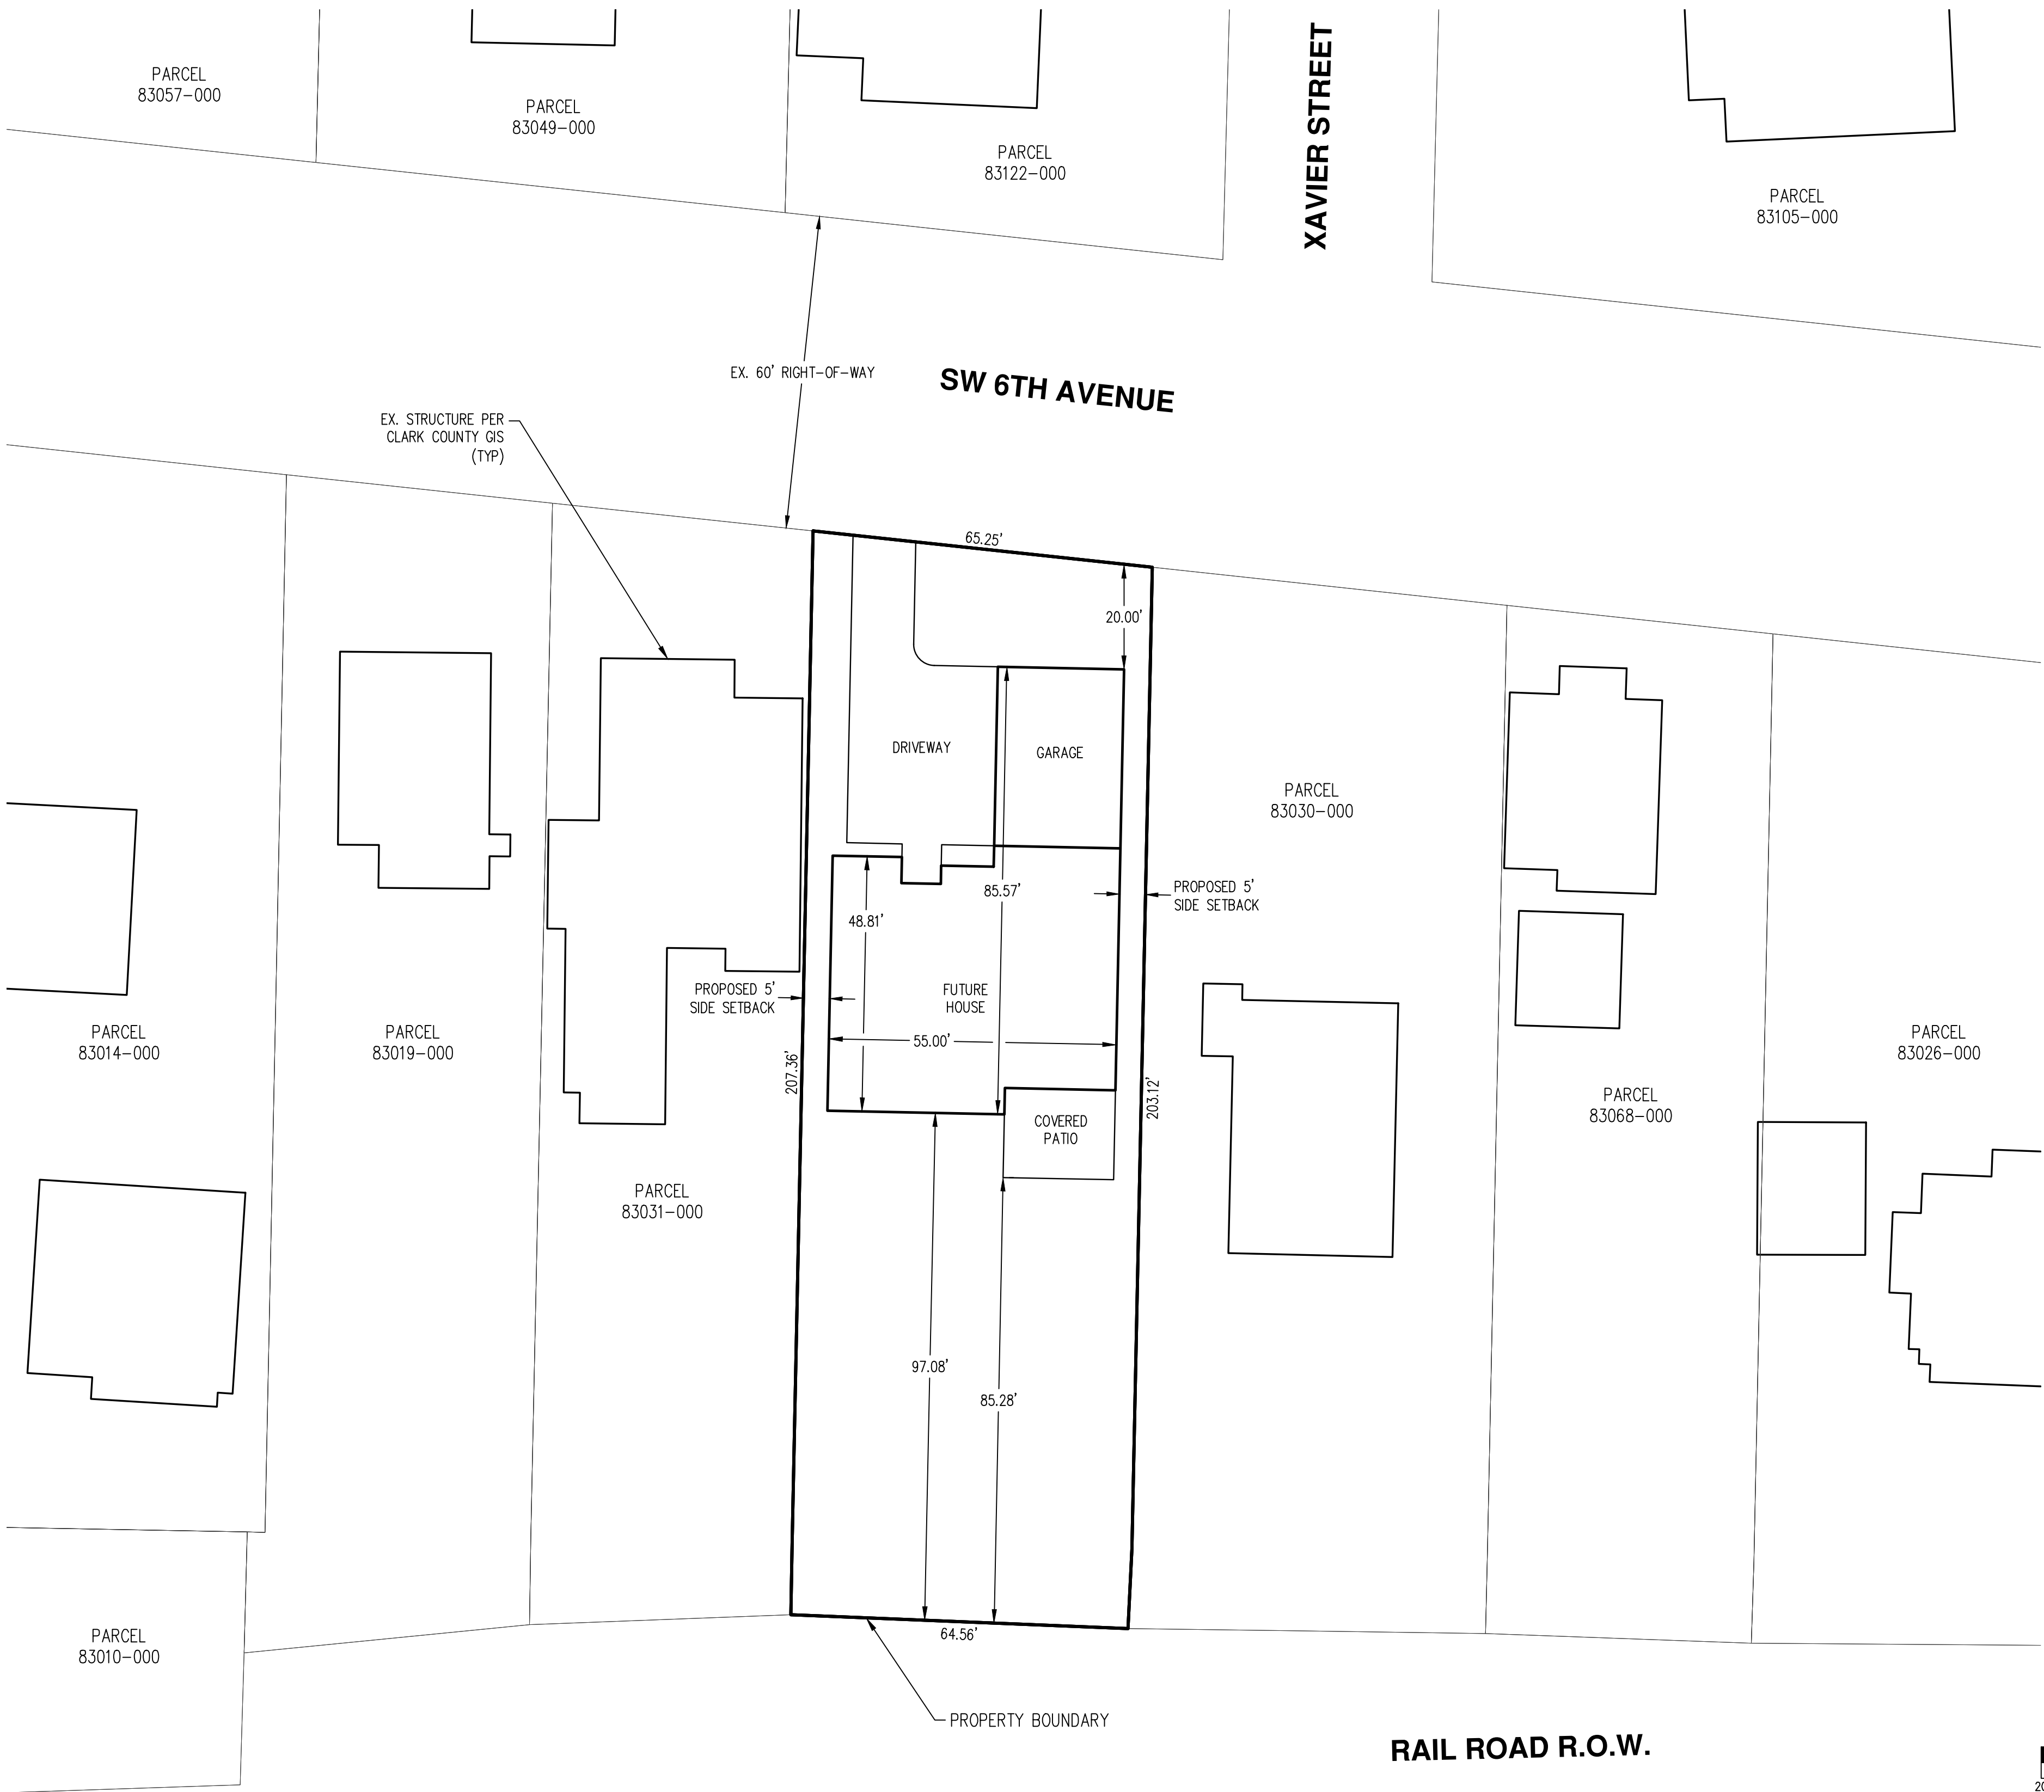 PARCEL
83057-000
PARCEL
83049-000
PARCEL
83122-000
XAVIER STREET
PARCEL
83105-000
EX. 60' RIGHT-OF-WAY
SW 6TH AVENUE
EX. STRUCTURE PER
CLARK COUNTY GIS
(TYP)
65.25'
20.00'
DRIVEWAY
GARAGE
PARCEL
83030-000
85.57'
PROPOSED 5'
SIDE SETBACK
48.81'
PROPOSED 5'
SIDE SETBACK
FUTURE
HOUSE
55.00'
PARCEL
83014-000
PARCEL
83019-000
PARCEL
83026-000
207.36'
203.12'
PARCEL
83068-000
COVERED
PATIO
PARCEL
83031-000
97.08'
85.28'
64.56'
PARCEL
83010-000
PROPERTY BOUNDARY
RAIL ROAD R.O.W.